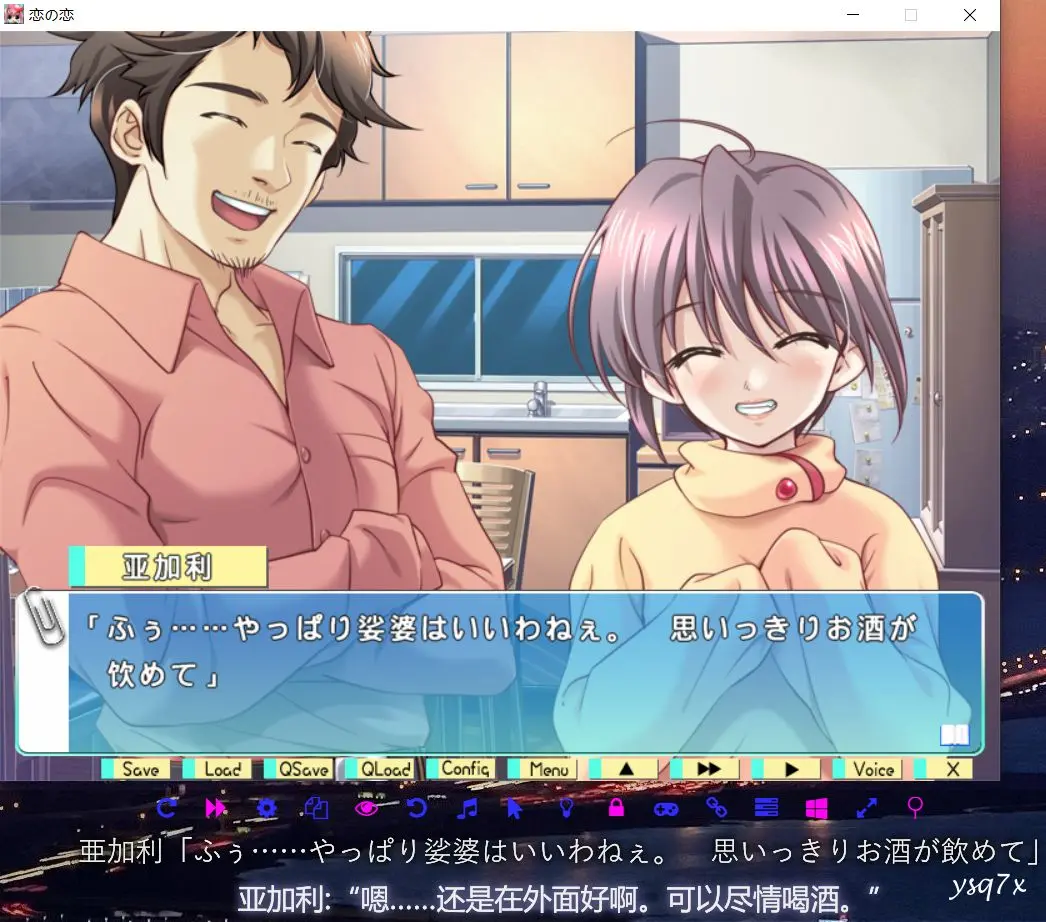 恋の恋
亚加利
「ふぅ……やっぱり娑婆はいいわねぇ。 思いっきりお酒が
飲めて」
Save Load QSave QLoad Config Menu ▲ ▶▶ ▶ Voice X
亜加利「ふぅ……やっぱり娑婆はいいわねぇ。 思いっきりお酒が飲めて」
亚加利:“嗯......还是在外面好啊。可以尽情喝酒。”
ysq7x